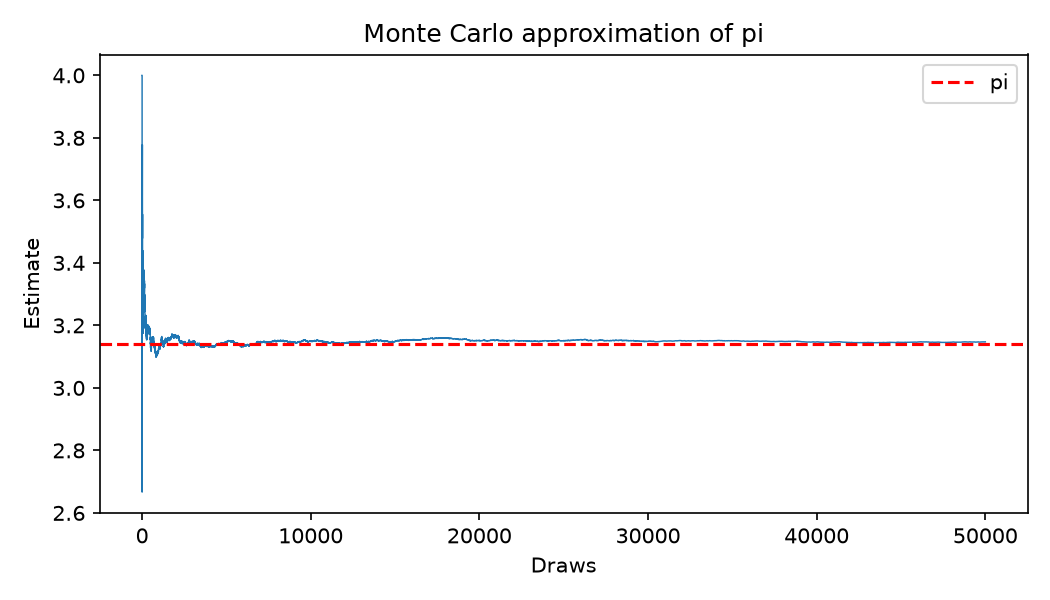 Monte Carlo approximation of pi
pi
Estimate
4.0
3.8
3.6
3.4
3.2
3.0
2.8
2.6
0 10000 20000 30000 40000 50000
Draws